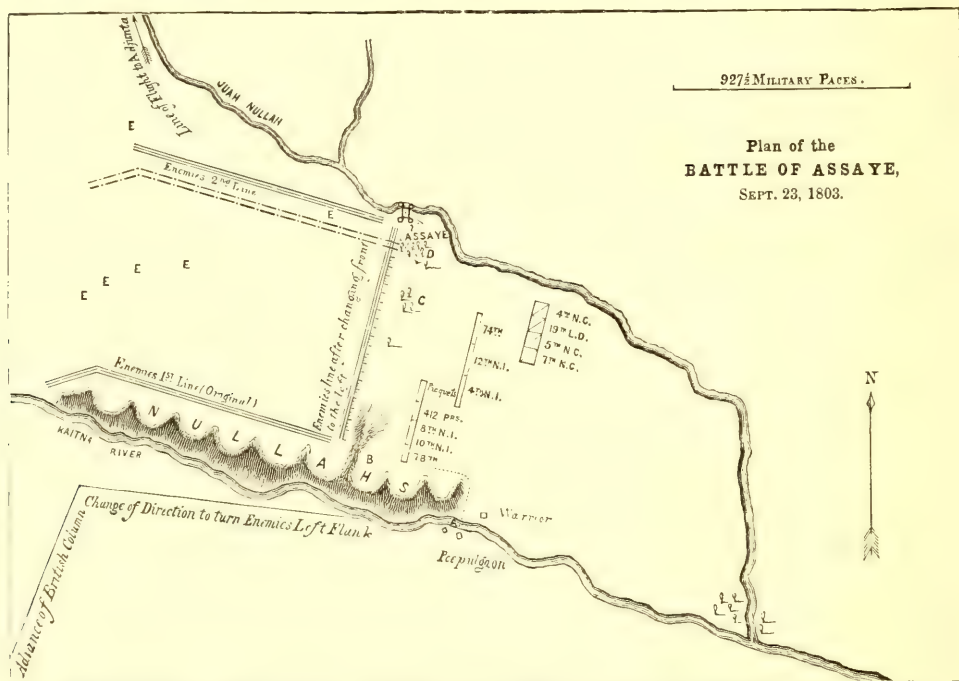 927½ MILITARY PACES.
Plan of the
BATTLE OF ASSAYE,
SEPT. 23, 1803.
Line of Flight to Adjunta
JUAH NULLAH
E
Enemies 2nd Line
E
ASSAYE
D
E
E
E
E
C
Enemies line after changing front
to the left
74TH
12TH N.I.
4TH N.I.
4TH N.C.
19TH L.D.
5TH N.C.
7TH N.C.
Enemies 1st Line (Original)
Picquets
412 PRS.
8TH N.I.
10TH N.I.
78TH
N
NULLAHS
B
KAITNA
RIVER
Change of Direction to turn Enemies Left Flank
A
Warrior
Peepulgaon
Advance of British Column